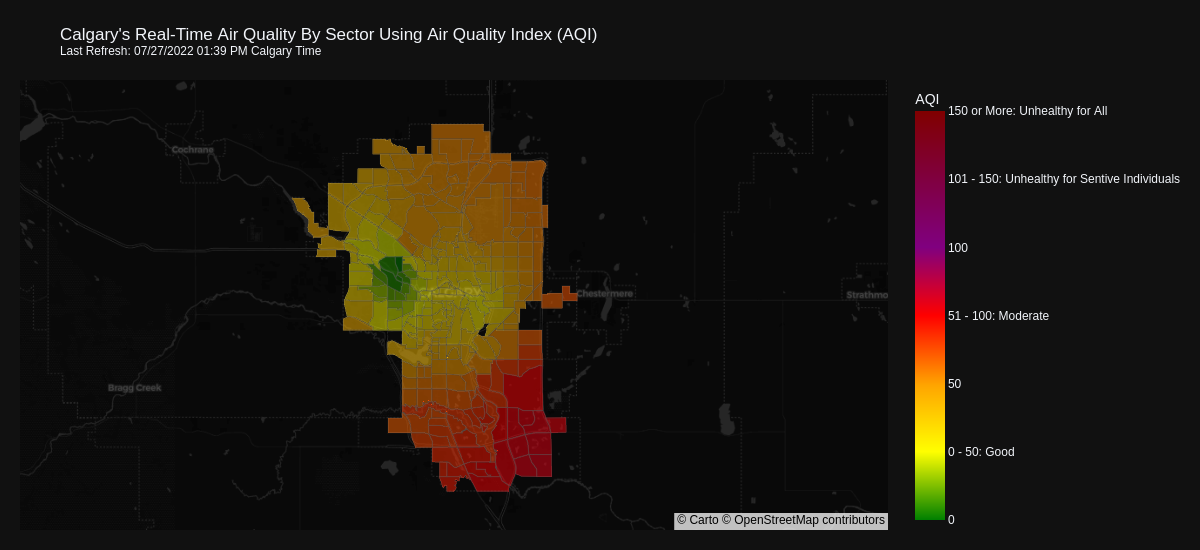 Calgary's Real-Time Air Quality By Sector Using Air Quality Index (AQI)
Last Refresh: 07/27/2022 01:39 PM Calgary Time
AQI
150 or More: Unhealthy for All
101 - 150: Unhealthy for Sentive Individuals
100
51 - 100: Moderate
50
0 - 50: Good
0
Cochrane
Chestermere
Strathmo
Bragg Creek
© Carto © OpenStreetMap contributors